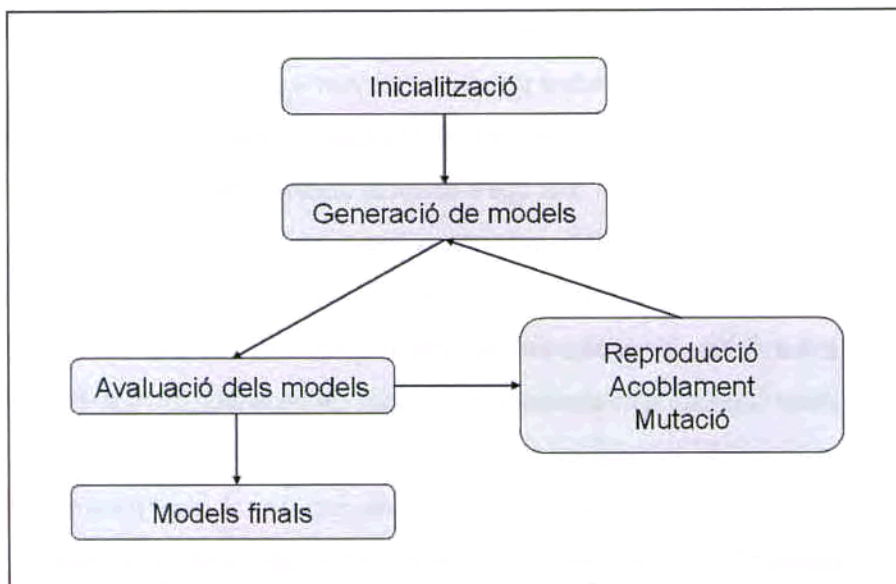 Inicialització
Generació de models
Avaluació dels models
Reproducció
Acoblament
Mutació
Models finals